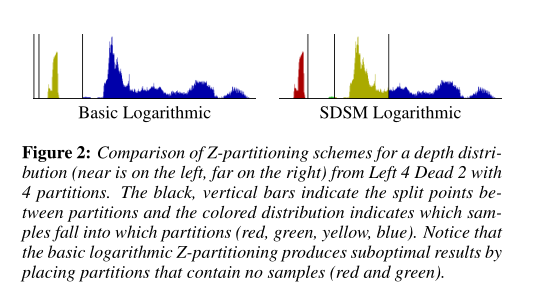 Basic Logarithmic
SDSM Logarithmic
Figure 2: Comparison of Z-partitioning schemes for a depth distri-
bution (near is on the left, far on the right) from Left 4 Dead 2 with
4 partitions. The black, vertical bars indicate the split points be-
tween partitions and the colored distribution indicates which sam-
ples fall into which partitions (red, green, yellow, blue). Notice that
the basic logarithmic Z-partitioning produces suboptimal results by
placing partitions that contain no samples (red and green).